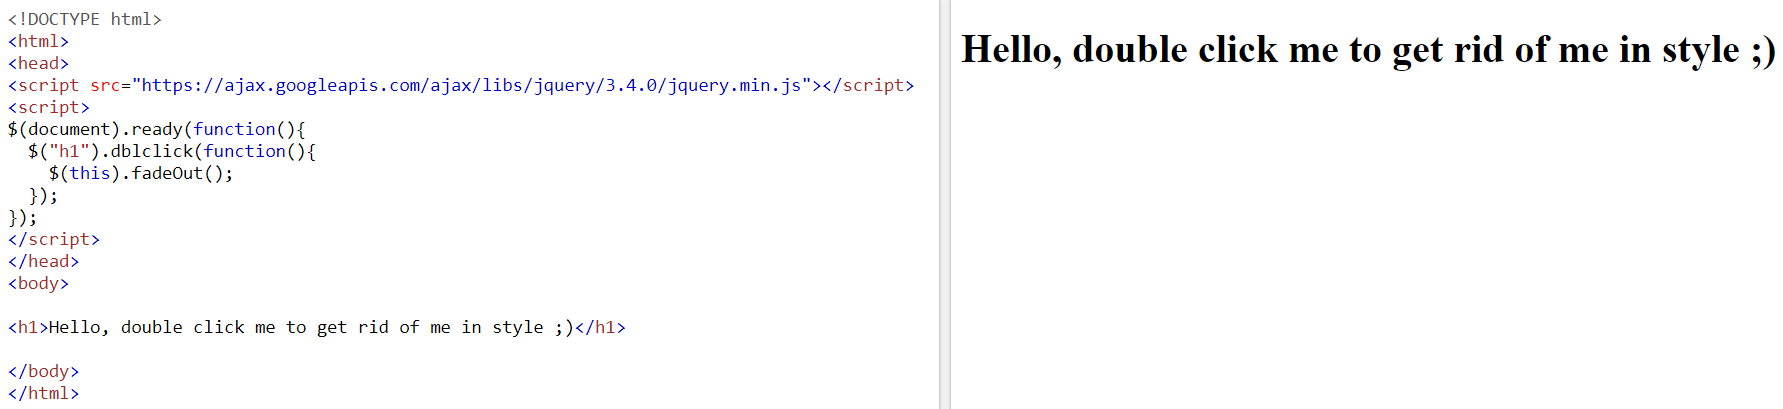 <!DOCTYPE html>
<html>
<head>
<script src="https://ajax.googleapis.com/ajax/libs/jquery/3.4.0/jquery.min.js"></script>
<script>
$(document).ready(function(){
  $("h1").dblclick(function(){
    $(this).fadeOut();
  });
});
</script>
</head>
<body>
<h1>Hello, double click me to get rid of me in style ;)</h1>
</body>
</html>
Hello, double click me to get rid of me in style ;)